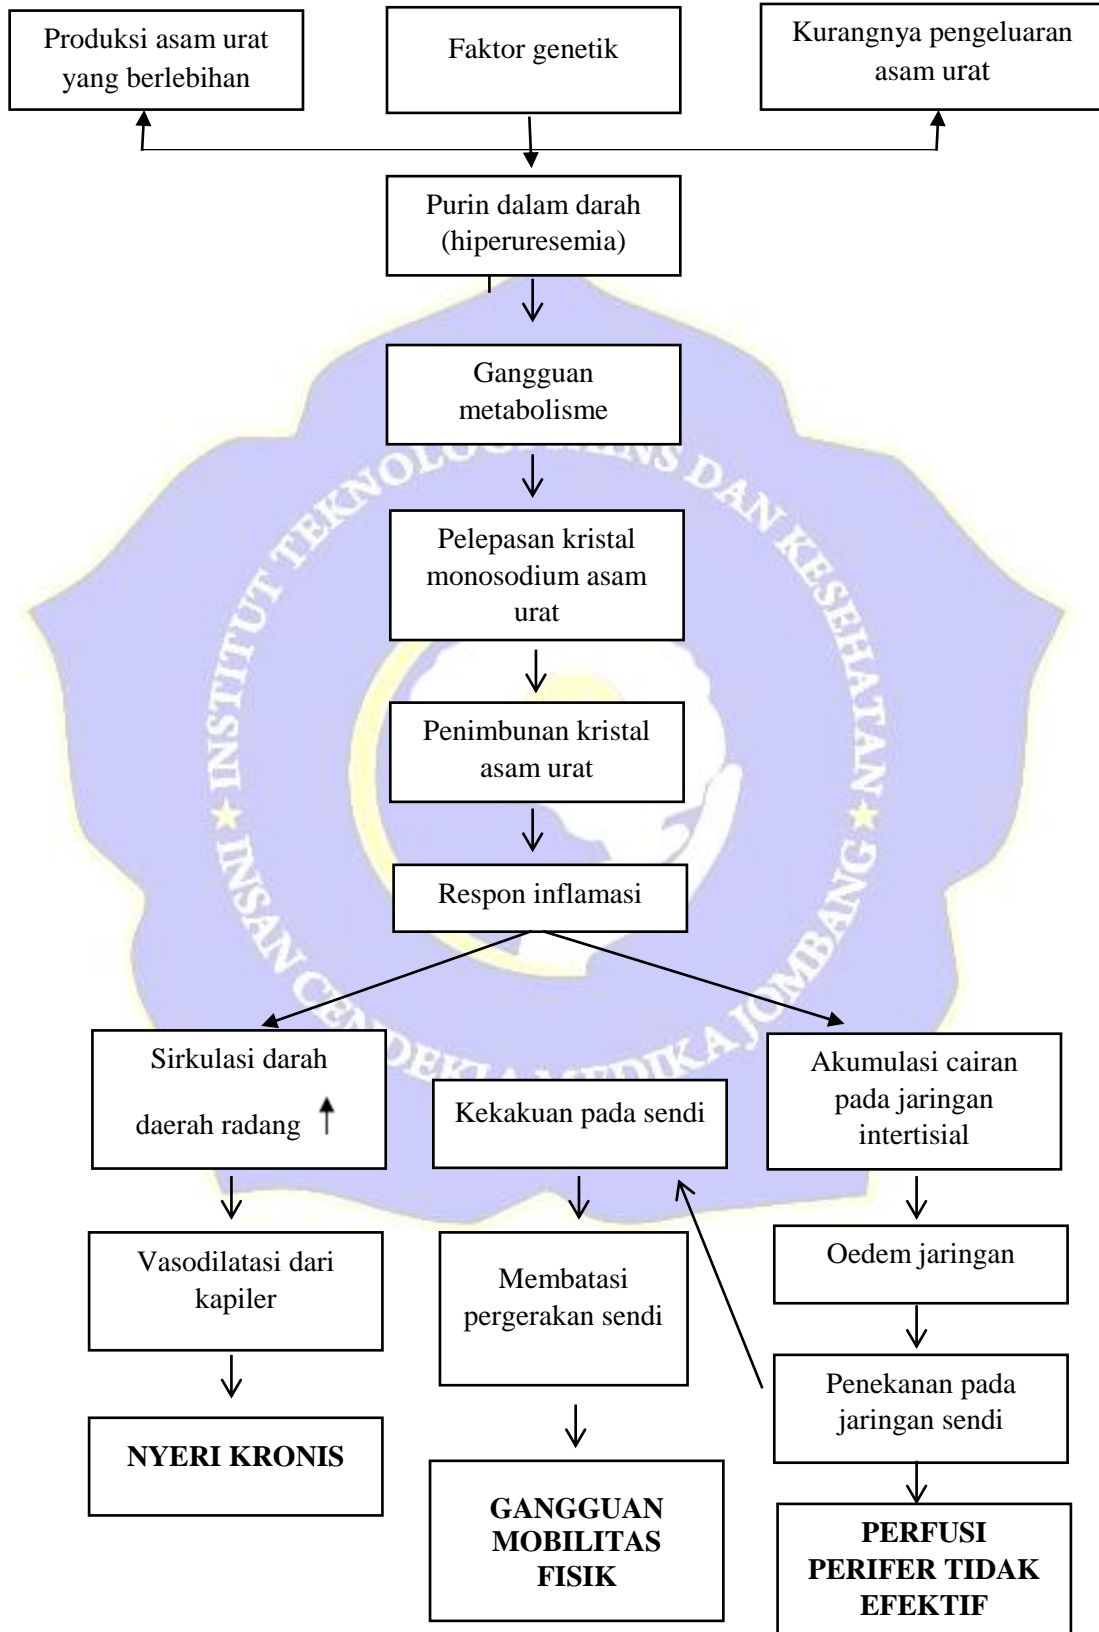 Produksi asam urat
yang berlebihan
Faktor genetik
Kurangnya pengeluaran
asam urat
Purin dalam darah
(hiperuresemia)
Gangguan
metabolisme
Pelepasan kristal
monosodium asam
urat
Penimbunan kristal
asam urat
Respon inflamasi
Sirkulasi darah
daerah radang ↑
Kekakuan pada sendi
Akumulasi cairan
pada jaringan
intertisial
Vasodilatasi dari
kapiler
Membatasi
pergerakan sendi
Oedem jaringan
Penekanan pada
jaringan sendi
NYERI KRONIS
GANGGUAN
MOBILITAS
FISIK
PERFUSI
PERIFER TIDAK
EFEKTIF
INSTITUT TEKNOLOGI SAINS DAN KESEHATAN
INSAN CENDEKIA MEDIKA JOMBANG